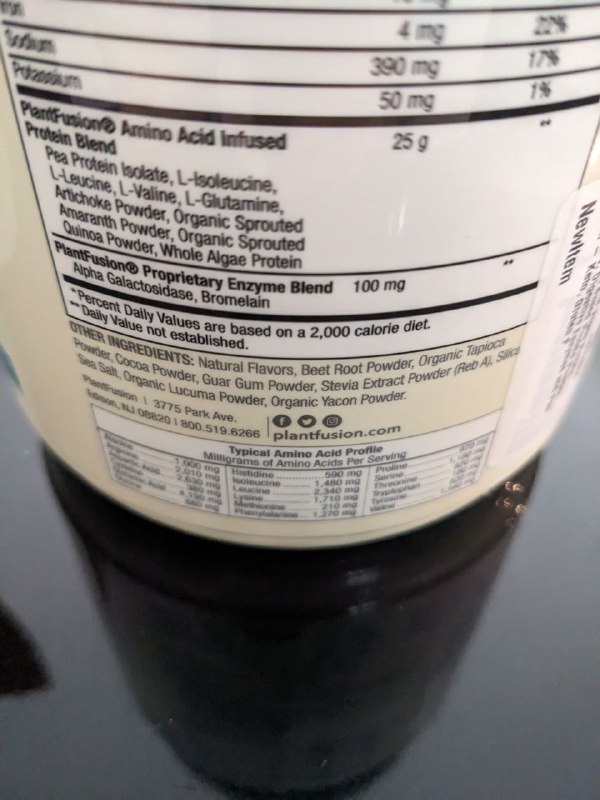 4 mg 22%
Sodium 390 mg 17%
Potassium 50 mg 1%
PlantFusion® Amino Acid Infused 25 g **
Protein Blend
Pea Protein Isolate, L-Isoleucine,
L-Leucine, L-Valine, L-Glutamine,
Artichoke Powder, Organic Sprouted
Amaranth Powder, Organic Sprouted
Quinoa Powder, Whole Algae Protein
PlantFusion® Proprietary Enzyme Blend 100 mg **
Alpha Galactosidase, Bromelain
*Percent Daily Values are based on a 2,000 calorie diet.
**Daily Value not established.
OTHER INGREDIENTS: Natural Flavors, Beet Root Powder, Organic Tapioca
Powder, Cocoa Powder, Guar Gum Powder, Stevia Extract Powder (Reb A), Silica
Sea Salt, Organic Lucuma Powder, Organic Yacon Powder.
PlantFusion | 3775 Park Ave.
Edison, NJ 08820 | 800.519.6266
plantfusion.com
Typical Amino Acid Profile
Milligrams of Amino Acids Per Serving
Histidine 590 mg
Isoleucine 1,480 mg
Leucine 2,340 mg
Lysine 1,710 mg
Methionine 210 mg
Phenylalanine 1,270 mg
Proline
Serine
Threonine
Tryptophan
Tyrosine
Valine
NewItem